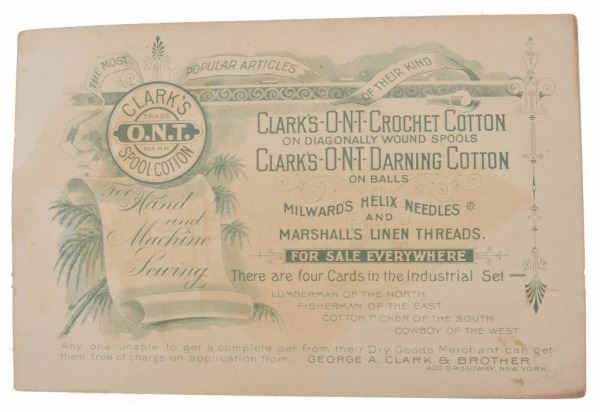 THE MOST POPULAR ARTICLES OF THEIR KIND
CLARK'S
TRADE
O.N.T.
MARK
SPOOL COTTON
For Hand
and
Machine
Sewing.
CLARK'S-O-N-T-CROCHET COTTON
ON DIAGONALLY WOUND SPOOLS
CLARK'S-O-N-T-DARNING COTTON
ON BALLS
MILWARD'S HELIX NEEDLES
AND
MARSHALL'S LINEN THREADS.
FOR SALE EVERYWHERE
There are four Cards in the Industrial Set —
LUMBERMAN OF THE NORTH.
FISHERMAN OF THE EAST.
COTTON PICKER OF THE SOUTH.
COWBOY OF THE WEST.
Any one unable to get a complete set from their Dry Goods Merchant can get
them free of charge on application from GEORGE A. CLARK & BROTHER
400 BROADWAY NEW YORK.